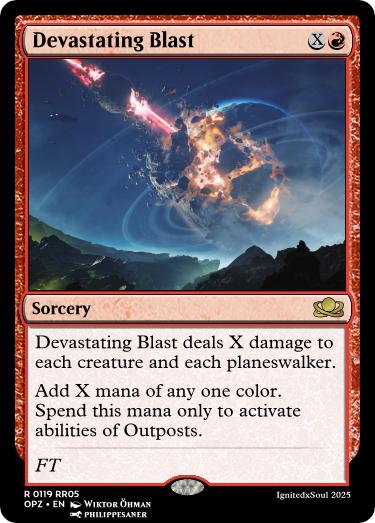 Devastating Blast X
Sorcery
Devastating Blast deals X damage to
each creature and each planeswalker.
Add X mana of any one color.
Spend this mana only to activate
abilities of Outposts.
FT
R 0119 RR05
OPZ • EN Wiktor Öhman
philippesaner
IgnitedxSoul 2025